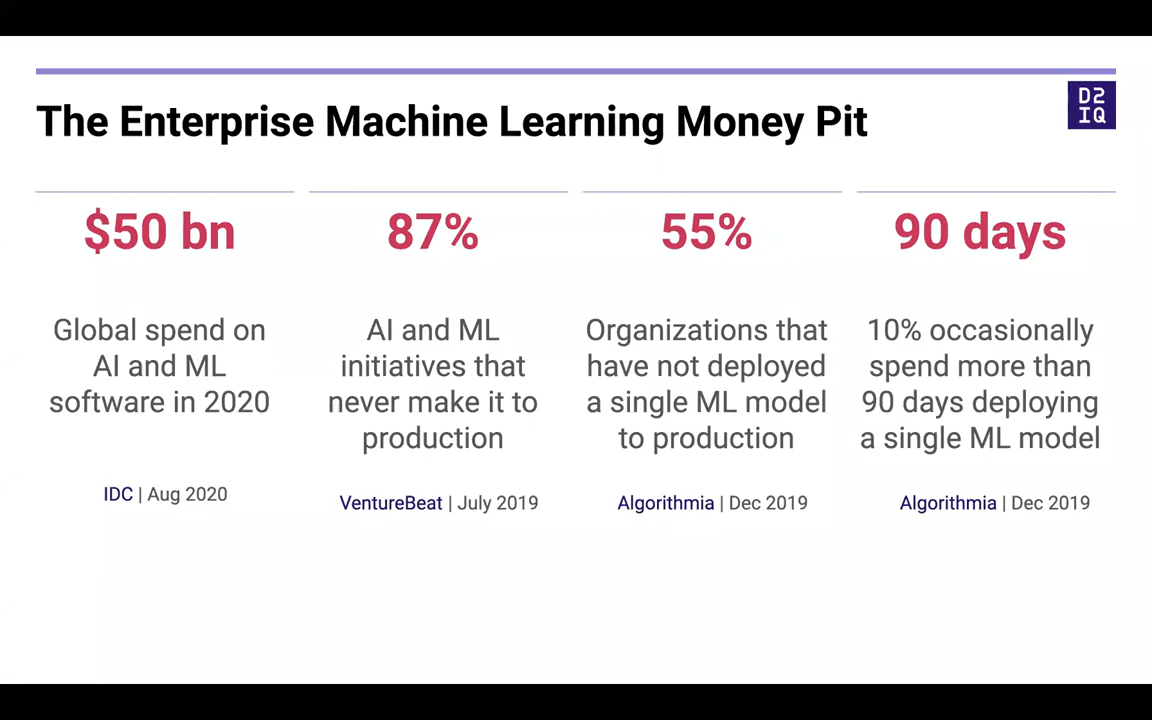 The Enterprise Machine Learning Money Pit
D2
IQ
$50 bn
Global spend on
AI and ML
software in 2020
IDC | Aug 2020
87%
AI and ML
initiatives that
never make it to
production
VentureBeat | July 2019
55%
Organizations that
have not deployed
a single ML model
to production
Algorithmia | Dec 2019
90 days
10% occasionally
spend more than
90 days deploying
a single ML model
Algorithmia | Dec 2019